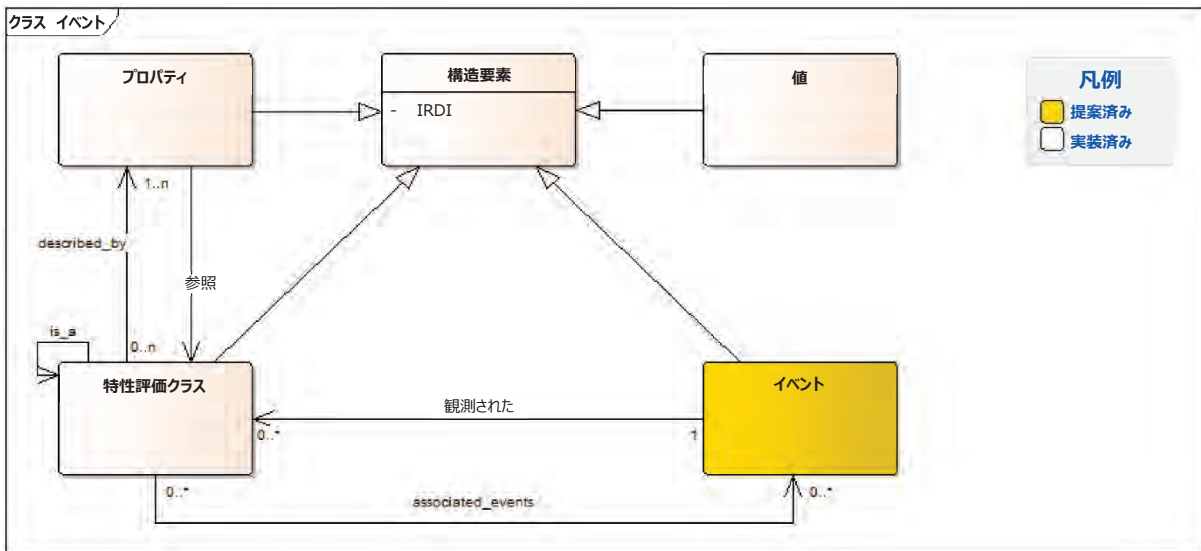 クラス イベント
プロパティ
構造要素
- IRDI
値
凡例
提案済み
実装済み
1..n
described_by
参照
is_a
0..n
特性評価クラス
イベント
観測された
0..*
1
0..*
associated_events
0..*